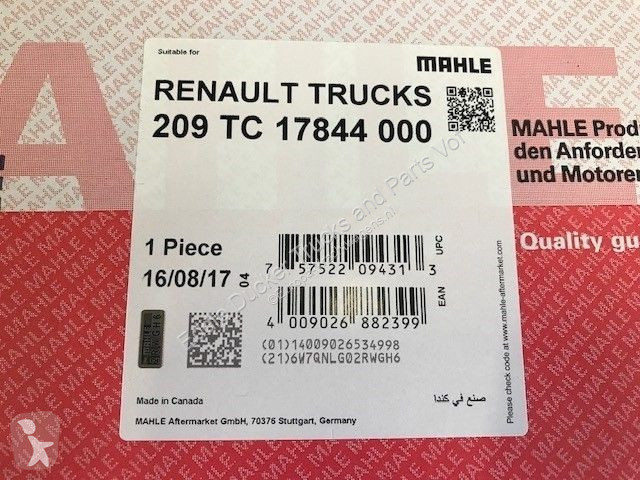 Suitable for
MAHLE
RENAULT TRUCKS
209 TC 17844 000
MAHLE Prod
den Anforder
und Motoren
Quality gu
1 Piece
16/08/17 04
7 57522 09431 3
UPC
4 009026 882399
EAN
(01)14009026534998
(21)6W7QNLG02RWGH6
Made in Canada
صنع في كندا
MAHLE Aftermarket GmbH, 70376 Stuttgart, Germany
Please check code at www.mahle-aftermarket.com